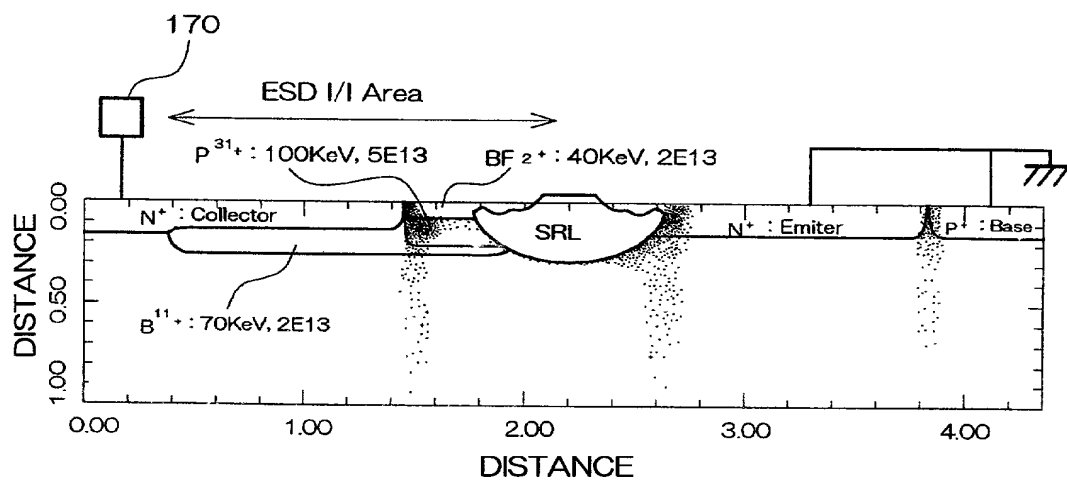 170
ESD I/I Area
P³¹⁺ : 100KeV, 5E13
BF₂⁺ : 40KeV, 2E13
N⁺ : Collector
SRL
N⁺ : Emiter
P⁺ : Base
B¹¹⁺ : 70KeV, 2E13
DISTANCE
0.00
0.50
1.00
0.00
1.00
2.00
3.00
4.00
DISTANCE